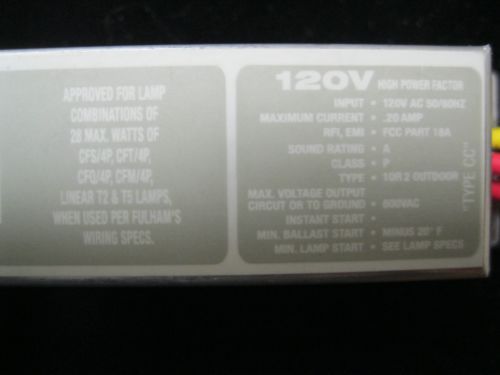 APPROVED FOR LAMP
COMBINATIONS OF
28 MAX. WATTS OF
CFS/4P, CFT/4P,
CFQ/4P, CFM/4P,
LINEAR T2 & T5 LAMPS,
WHEN USED PER FULHAM'S
WIRING SPECS.
120V HIGH POWER FACTOR
INPUT • 120V AC 50/60HZ
MAXIMUM CURRENT • .20 AMP
RFI, EMI • FCC PART 18A
SOUND RATING • A
CLASS • P
TYPE • 1OR 2 OUTDOOR
MAX. VOLTAGE OUTPUT
CIRCUT OR TO GROUND • 600VAC
INSTANT START •
MIN. BALLAST START • MINUS 20° F
MIN. LAMP START • SEE LAMP SPECS
"TYPE CC"